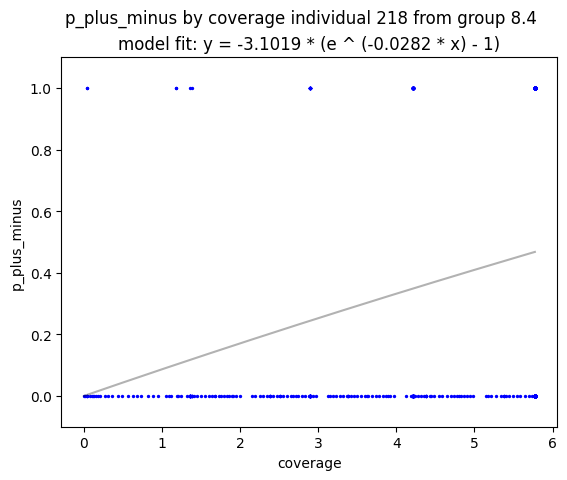 p_plus_minus by coverage individual 218 from group 8.4
model fit: y = -3.1019 * (e ^ (-0.0282 * x) - 1)
1.0
0.8
0.6
0.4
0.2
0.0
p_plus_minus
0 1 2 3 4 5 6
coverage